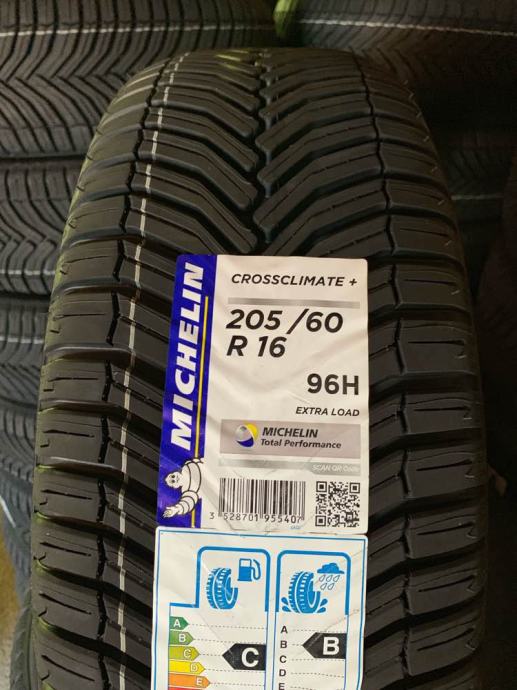 MICHELIN
CROSSCLIMATE +
205 /60
R 16
96H
EXTRA LOAD
MICHELIN
Total Performance
SCAN QR Code
3 528701 955407
A
B
C
D
E
C
A
B
C
D
E
B